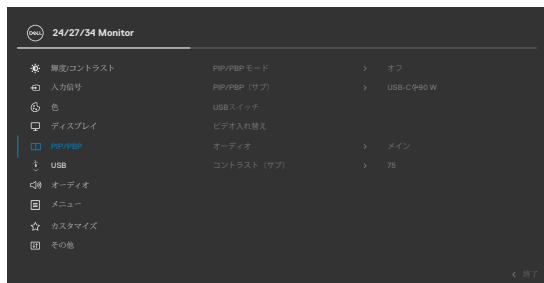 DELL 24/27/34 Monitor
輝度/コントラスト PIP/PBP モード > オフ
入力信号 PIP/PBP（サブ） > USB-C 90 W
色 USBスイッチ
ディスプレイ ビデオ入れ替え
PIP/PBP オーディオ > メイン
USB コントラスト（サブ） > 75
オーディオ
メニュー
カスタマイズ
その他
< 終了